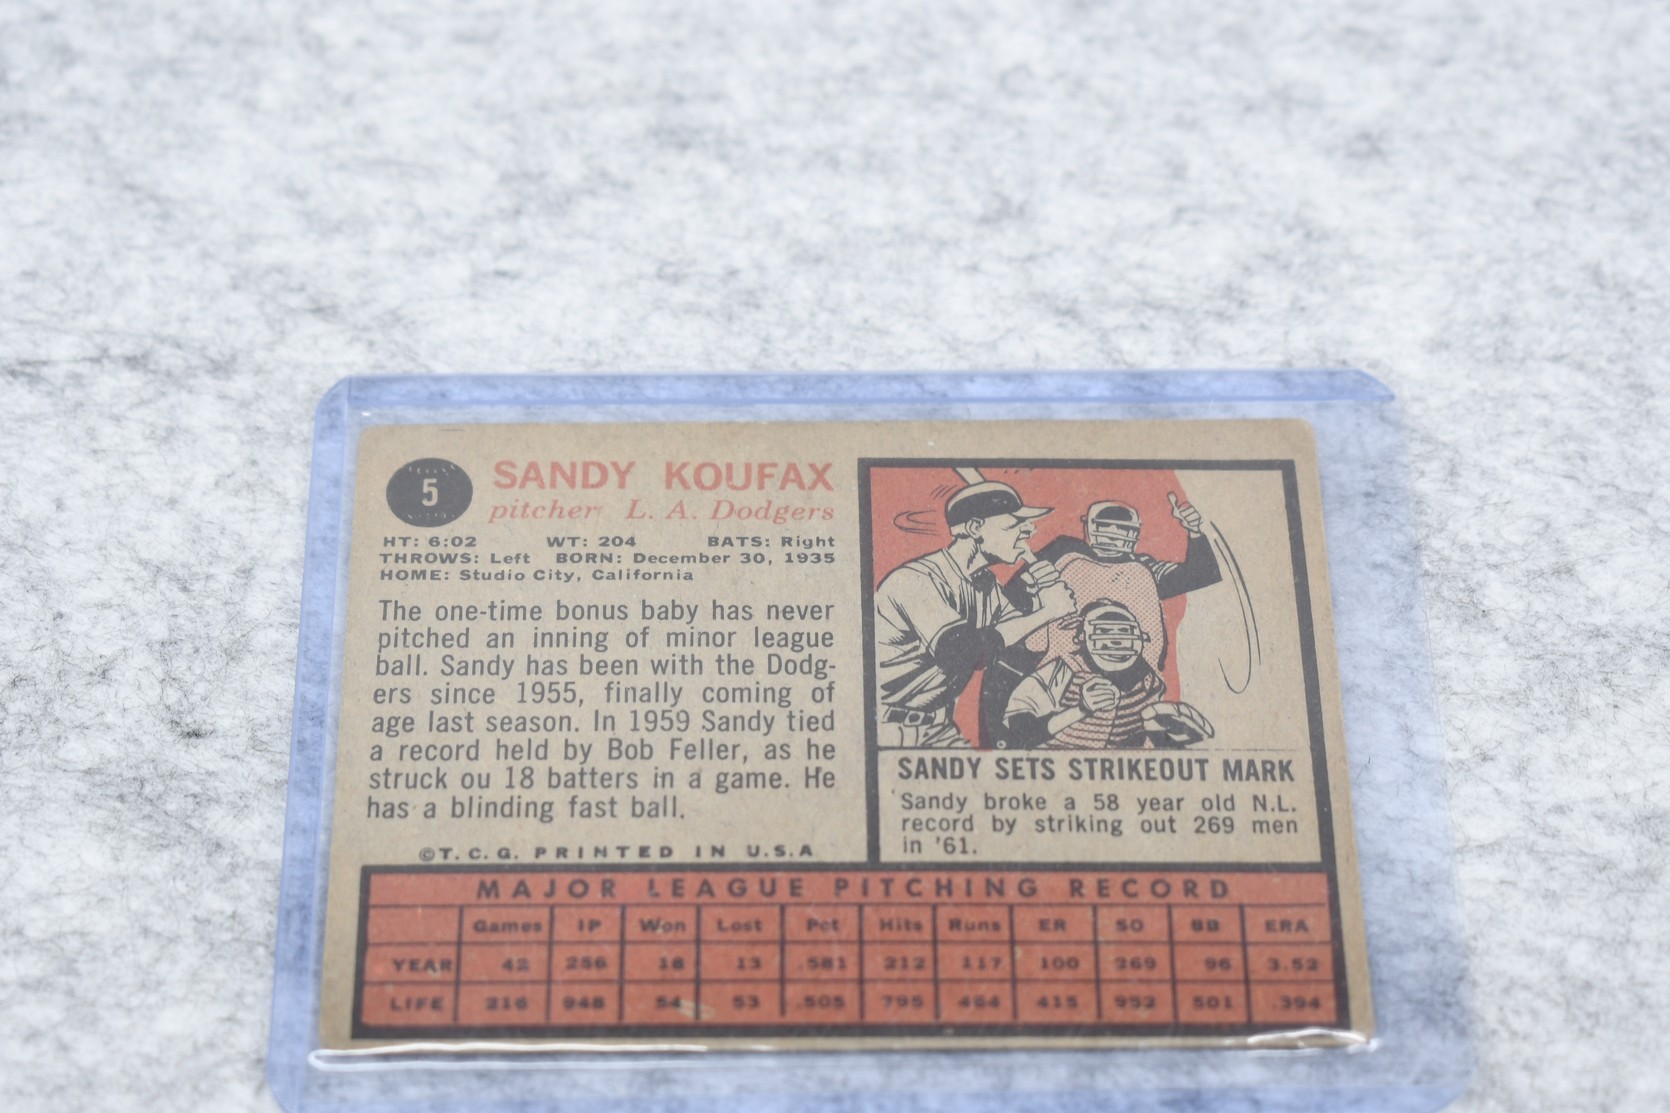 5
SANDY KOUFAX
pitcher L. A. Dodgers
HT: 6:02 WT: 204 BATS: Right
THROWS: Left BORN: December 30, 1935
HOME: Studio City, California
The one-time bonus baby has never
pitched an inning of minor league
ball. Sandy has been with the Dodg-
ers since 1955, finally coming of
age last season. In 1959 Sandy tied
a record held by Bob Feller, as he
struck ou 18 batters in a game. He
has a blinding fast ball.
©T.C.G. PRINTED IN U.S.A
SANDY SETS STRIKEOUT MARK
Sandy broke a 58 year old N.L.
record by striking out 269 men
in '61.
MAJOR LEAGUE PITCHING RECORD
Games IP Won Lost Pct Hits Runs ER SO BB ERA
YEAR 42 256 18 13 .581 212 117 100 269 96 3.52
LIFE 216 948 54 53 .505 795 464 415 952 501 .394